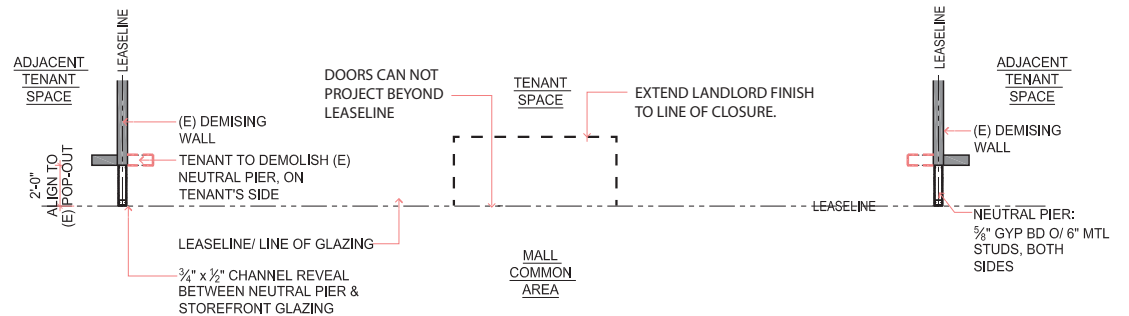 LEASELINE
ADJACENT
TENANT
SPACE
(E) DEMISING
WALL
TENANT TO DEMOLISH (E)
NEUTRAL PIER, ON
TENANT'S SIDE
2'-0"
ALIGN TO
(E) POP-OUT
LEASELINE/ LINE OF GLAZING
¾" x ½" CHANNEL REVEAL
BETWEEN NEUTRAL PIER &
STOREFRONT GLAZING
DOORS CAN NOT
PROJECT BEYOND
LEASELINE
TENANT
SPACE
EXTEND LANDLORD FINISH
TO LINE OF CLOSURE.
MALL
COMMON
AREA
LEASELINE
LEASELINE
ADJACENT
TENANT
SPACE
(E) DEMISING
WALL
NEUTRAL PIER:
⅝" GYP BD O/ 6" MTL
STUDS, BOTH
SIDES